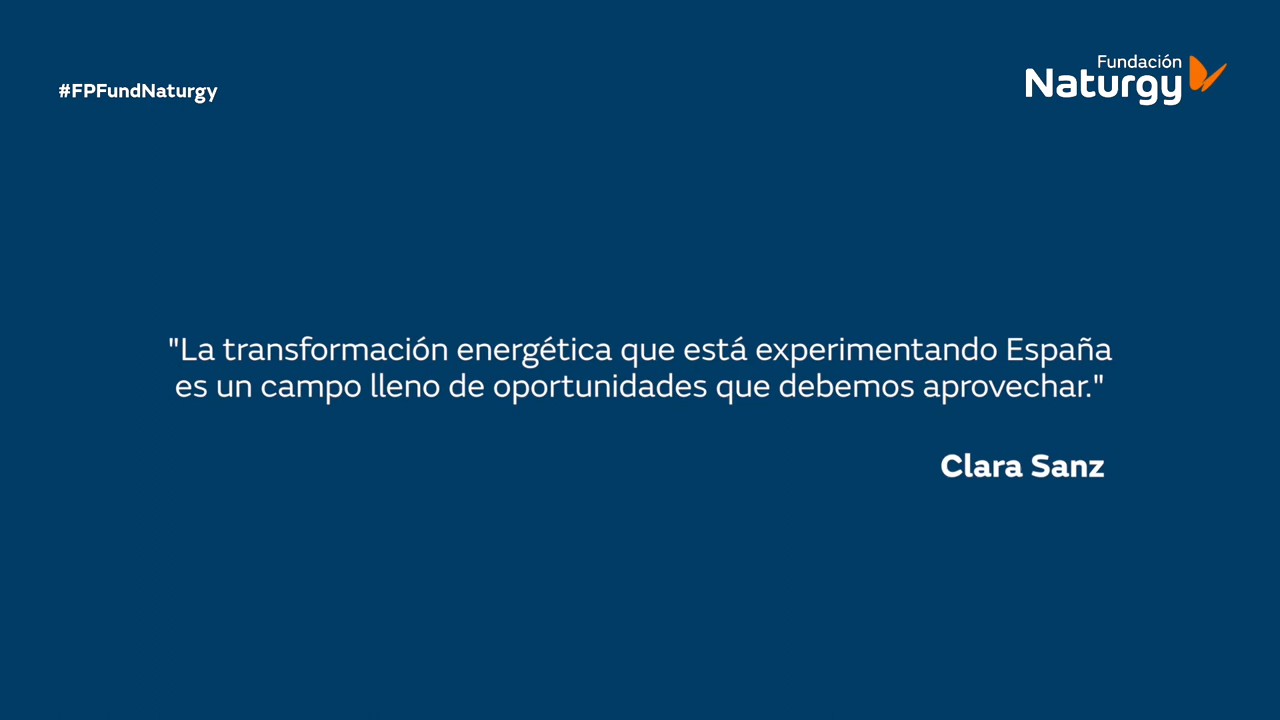 #FPFundNaturgy
Fundación
Naturgy
"La transformación energética que está experimentando España
es un campo lleno de oportunidades que debemos aprovechar."
Clara Sanz